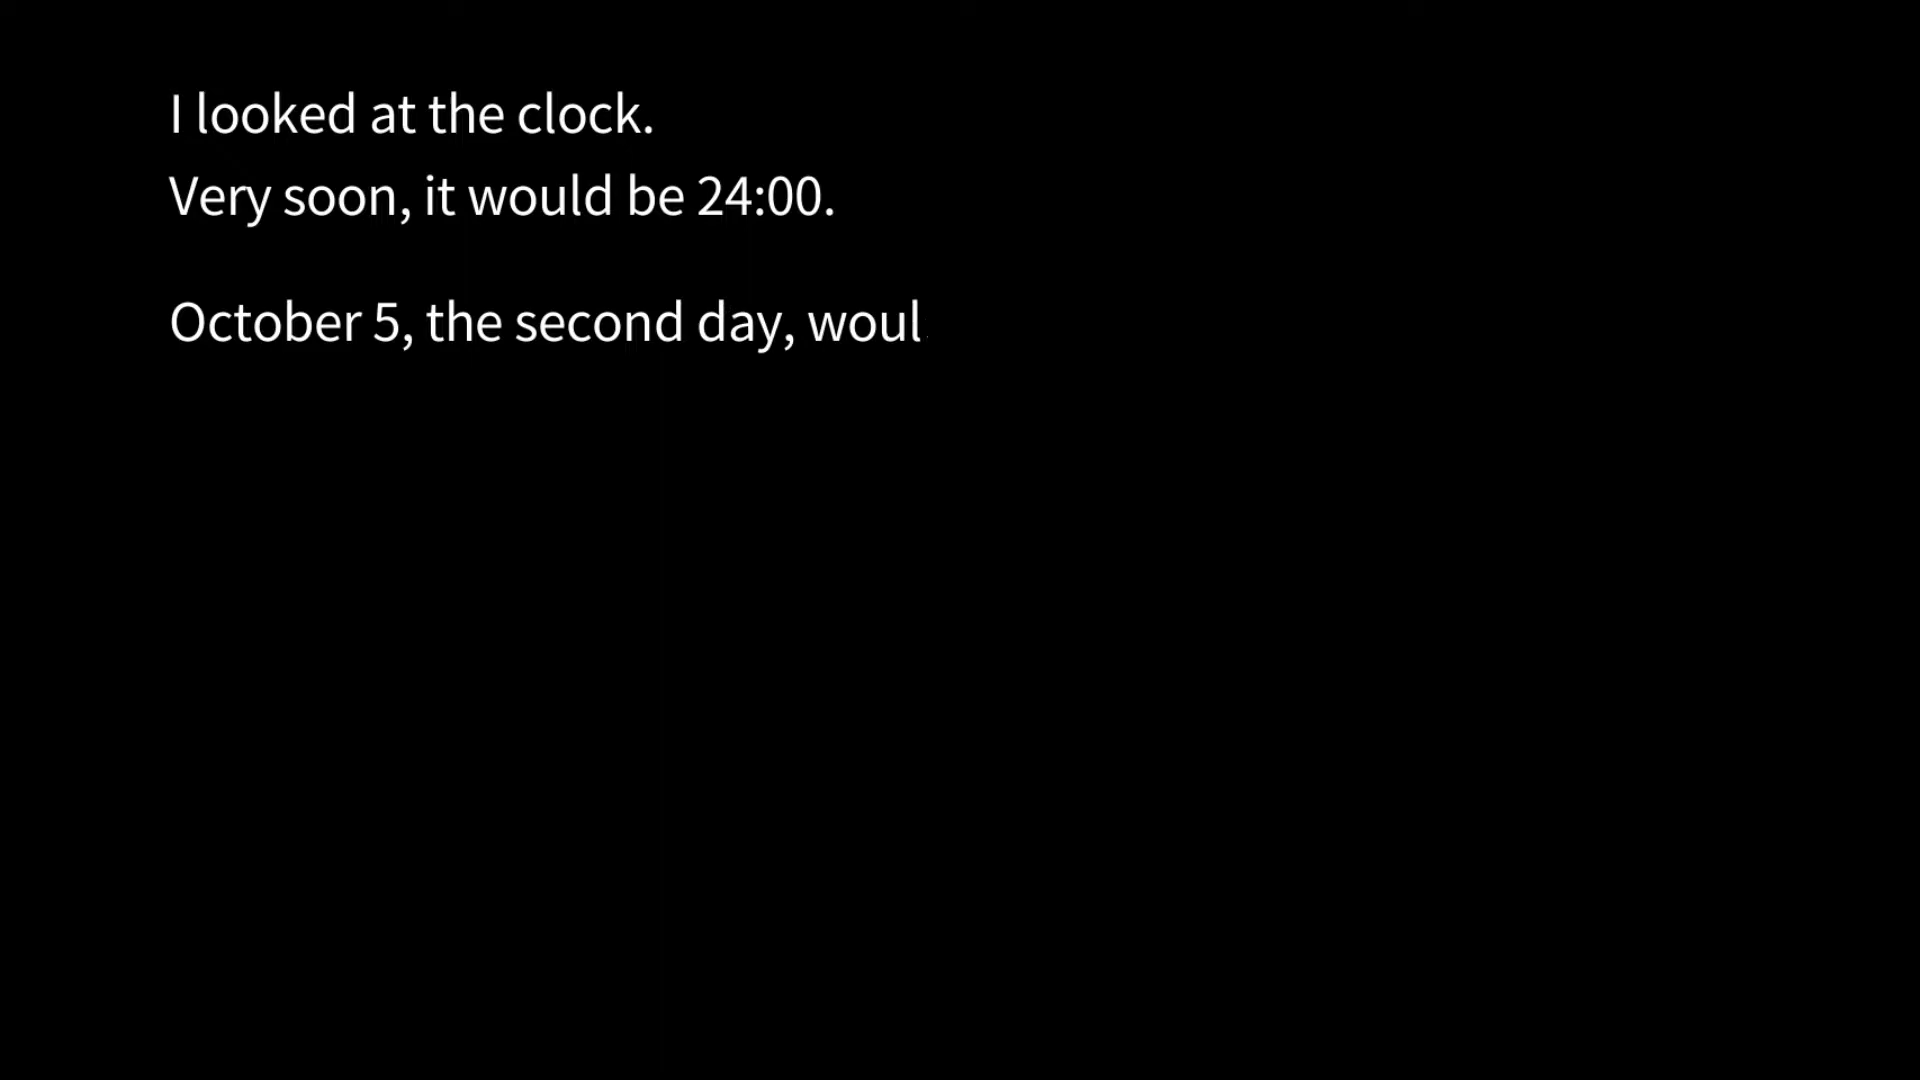 I looked at the clock.
Very soon, it would be 24:00.
October 5, the second day, woul